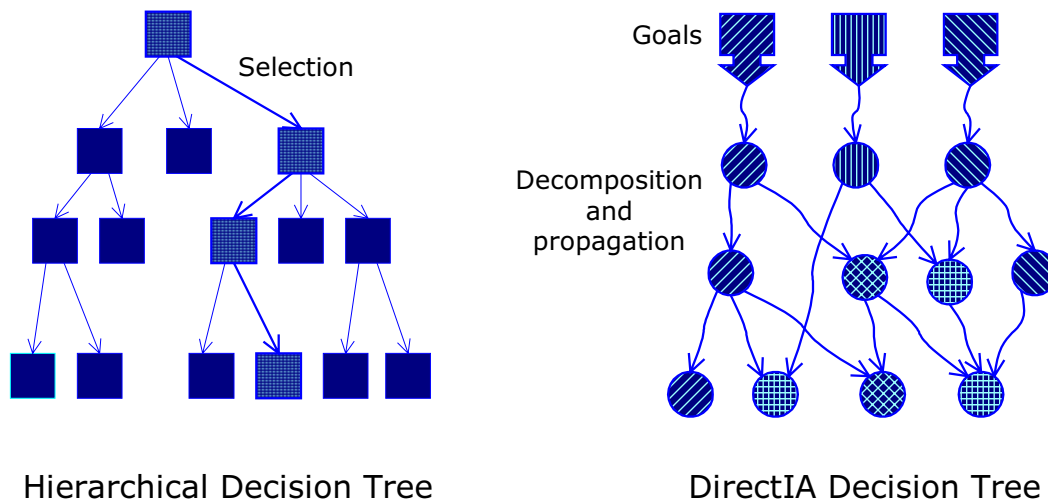 Selection
Hierarchical Decision Tree
Goals
Decomposition
and
propagation
DirectIA Decision Tree